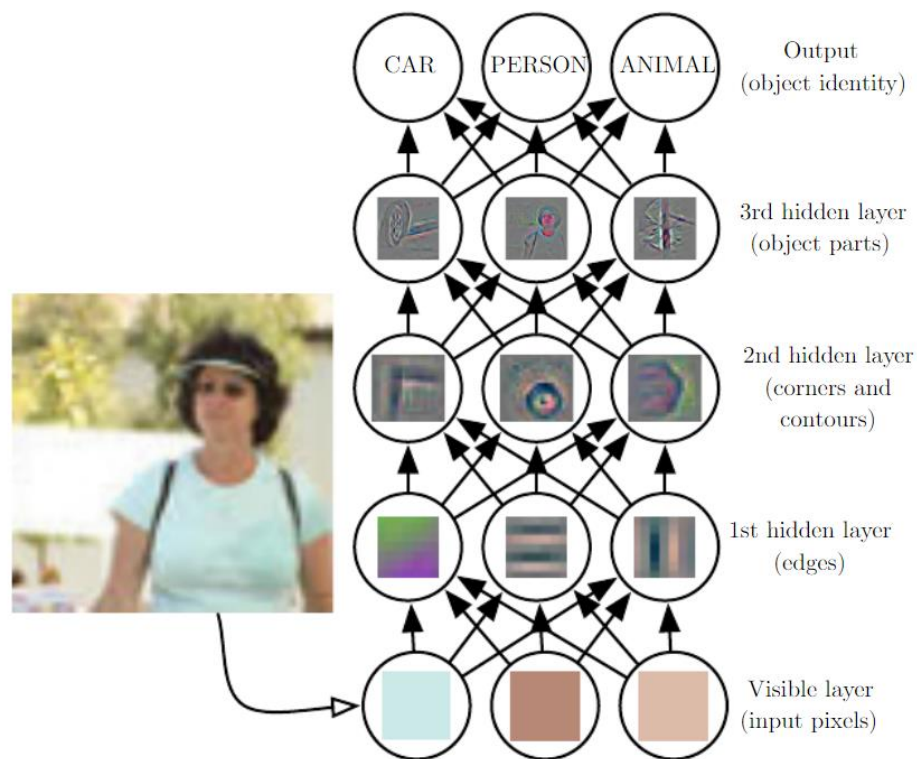 CAR
PERSON
ANIMAL
Output
(object identity)
3rd hidden layer
(object parts)
2nd hidden layer
(corners and
contours)
1st hidden layer
(edges)
Visible layer
(input pixels)